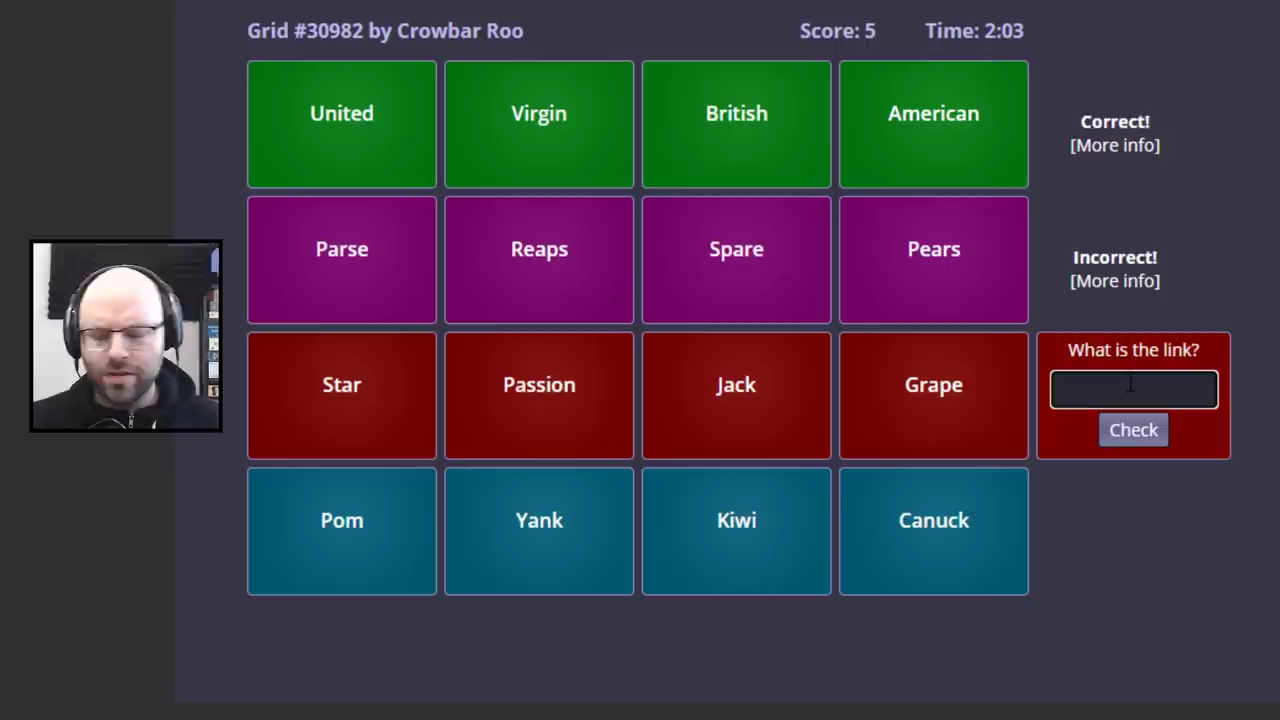 Grid #30982 by Crowbar Roo Score: 5 Time: 2:03
United Virgin British American
Correct!
[More info]
Parse Reaps Spare Pears
Incorrect!
[More info]
What is the link?
Star Passion Jack Grape
Check
Pom Yank Kiwi Canuck